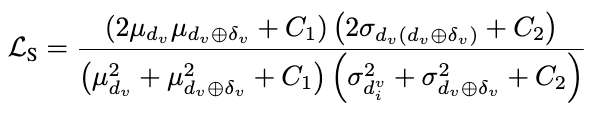 $\mathcal{L}_{\mathrm{S}} = \frac{\left(2\mu_{d_v}\mu_{d_v \oplus \delta_v} + C_1\right)\left(2\sigma_{d_v(d_v \oplus \delta_v)} + C_2\right)}{\left(\mu_{d_v}^2 + \mu_{d_v \oplus \delta_v}^2 + C_1\right)\left(\sigma_{d_i^v}^2 + \sigma_{d_v \oplus \delta_v}^2 + C_2\right)}$